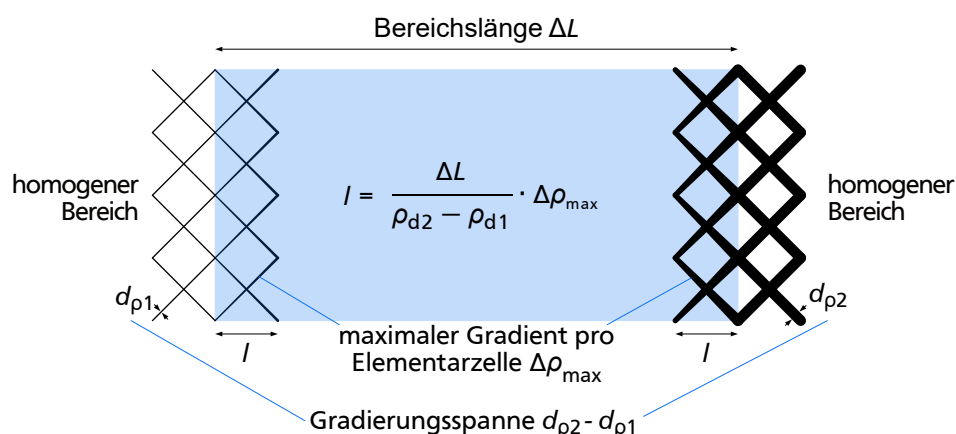 Bereichslänge ΔL
homogener
Bereich
l = ΔL / (ρd2 − ρd1) · Δρmax
homogener
Bereich
dρ1
dρ2
l
maximaler Gradient pro
Elementarzelle Δρmax
l
Gradierungsspanne dρ2- dρ1